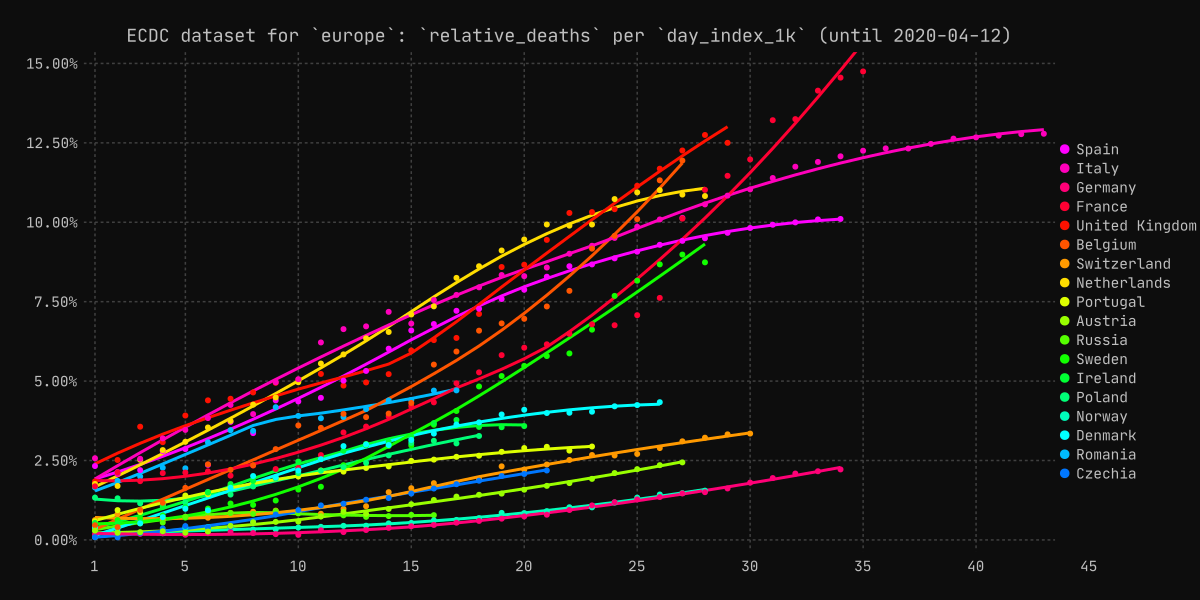 ECDC dataset for `europe`: `relative_deaths` per `day_index_1k` (until 2020-04-12)
15.00%
12.50%
10.00%
7.50%
5.00%
2.50%
0.00%
1 5 10 15 20 25 30 35 40 45
Spain
Italy
Germany
France
United Kingdom
Belgium
Switzerland
Netherlands
Portugal
Austria
Russia
Sweden
Ireland
Poland
Norway
Denmark
Romania
Czechia